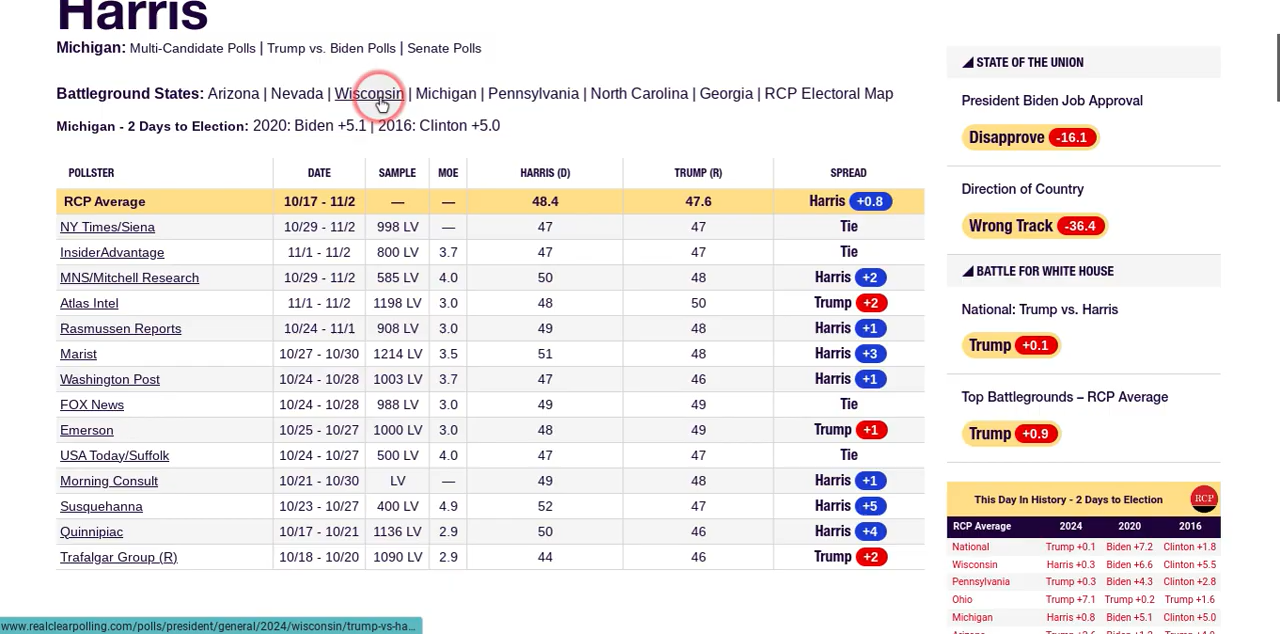 Harris
Michigan: Multi-Candidate Polls | Trump vs. Biden Polls | Senate Polls
Battleground States: Arizona | Nevada | Wisconsin | Michigan | Pennsylvania | North Carolina | Georgia | RCP Electoral Map
Michigan - 2 Days to Election: 2020: Biden +5.1 | 2016: Clinton +5.0
POLLSTER DATE SAMPLE MOE HARRIS (D) TRUMP (R) SPREAD
RCP Average 10/17 - 11/2 — — 48.4 47.6 Harris +0.8
NY Times/Siena 10/29 - 11/2 998 LV — 47 47 Tie
InsiderAdvantage 11/1 - 11/2 800 LV 3.7 47 47 Tie
MNS/Mitchell Research 10/29 - 11/2 585 LV 4.0 50 48 Harris +2
Atlas Intel 11/1 - 11/2 1198 LV 3.0 48 50 Trump +2
Rasmussen Reports 10/24 - 11/1 908 LV 3.0 49 48 Harris +1
Marist 10/27 - 10/30 1214 LV 3.5 51 48 Harris +3
Washington Post 10/24 - 10/28 1003 LV 3.7 47 46 Harris +1
FOX News 10/24 - 10/28 988 LV 3.0 49 49 Tie
Emerson 10/25 - 10/27 1000 LV 3.0 48 49 Trump +1
USA Today/Suffolk 10/24 - 10/27 500 LV 4.0 47 47 Tie
Morning Consult 10/21 - 10/30 LV — 49 48 Harris +1
Susquehanna 10/23 - 10/27 400 LV 4.9 52 47 Harris +5
Quinnipiac 10/17 - 10/21 1136 LV 2.9 50 46 Harris +4
Trafalgar Group (R) 10/18 - 10/20 1090 LV 2.9 44 46 Trump +2
STATE OF THE UNION
President Biden Job Approval
Disapprove -16.1
Direction of Country
Wrong Track -36.4
BATTLE FOR WHITE HOUSE
National: Trump vs. Harris
Trump +0.1
Top Battlegrounds – RCP Average
Trump +0.9
This Day In History - 2 Days to Election RCP
RCP Average 2024 2020 2016
National Trump +0.1 Biden +7.2 Clinton +1.8
Wisconsin Harris +0.3 Biden +6.6 Clinton +5.5
Pennsylvania Trump +0.3 Biden +4.3 Clinton +2.8
Ohio Trump +7.1 Trump +0.2 Trump +1.6
Michigan Harris +0.8 Biden +5.1 Clinton +5.0
www.realclearpolling.com/polls/president/general/2024/wisconsin/trump-vs-ha...